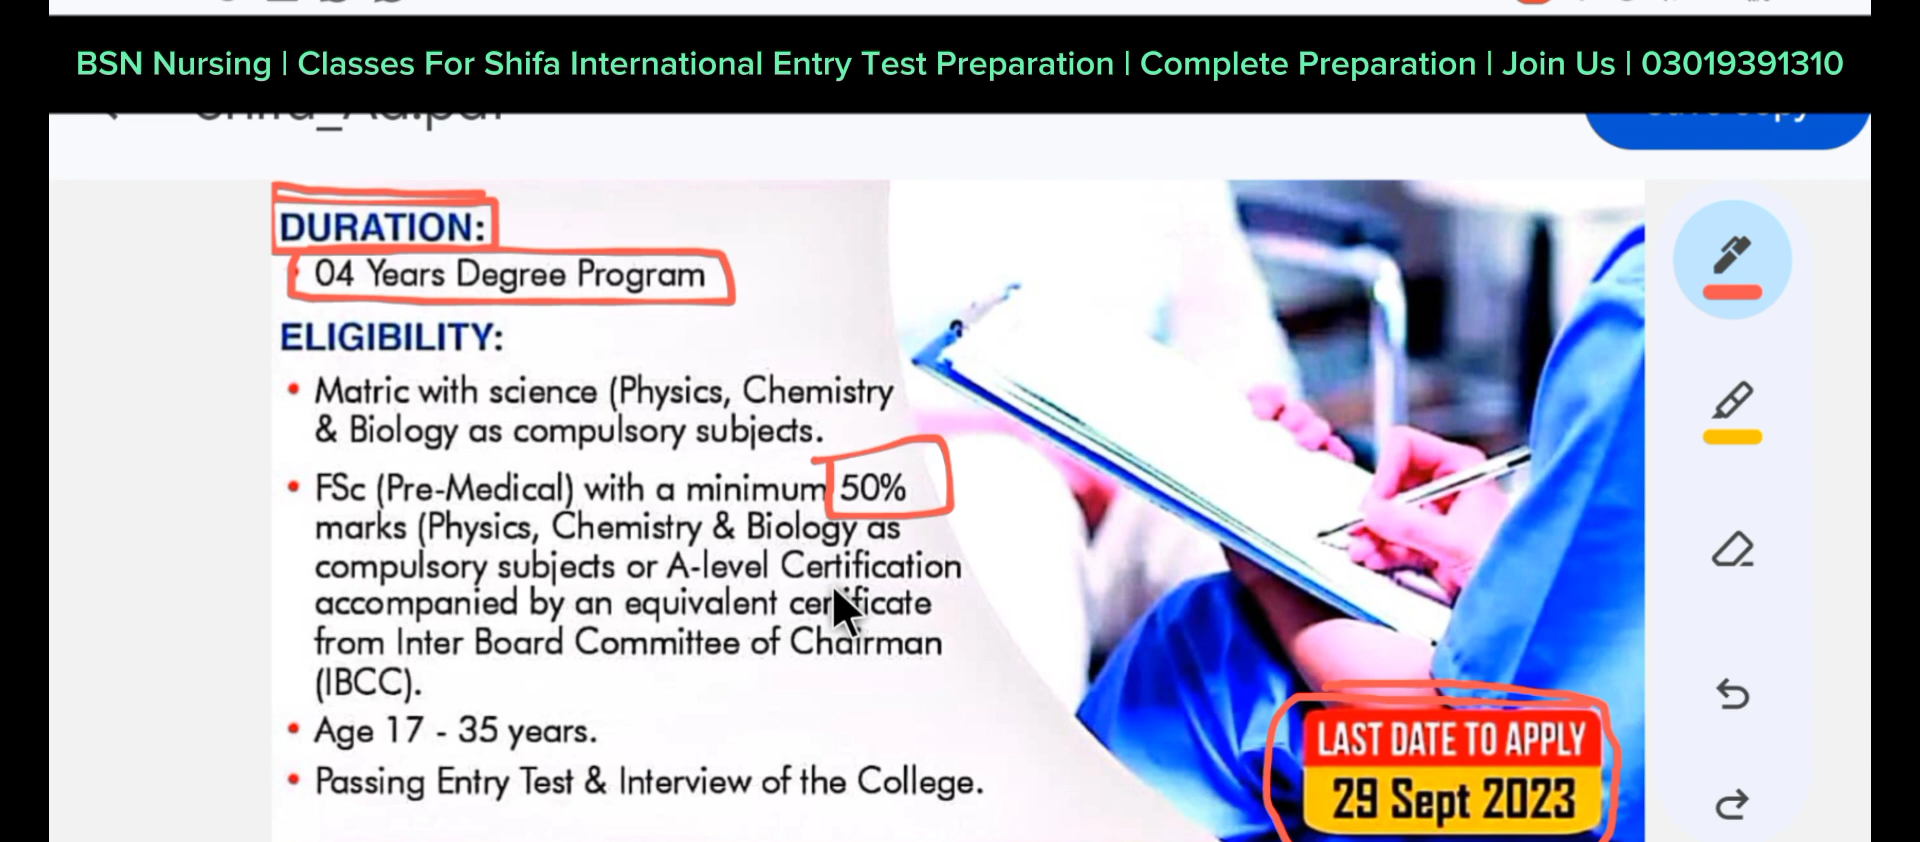 BSN Nursing | Classes For Shifa International Entry Test Preparation | Complete Preparation | Join Us | 03019391310
DURATION:
04 Years Degree Program
ELIGIBILITY:
• Matric with science (Physics, Chemistry
& Biology as compulsory subjects.
• FSc (Pre-Medical) with a minimum 50%
marks (Physics, Chemistry & Biology as
compulsory subjects or A-level Certification
accompanied by an equivalent certificate
from Inter Board Committee of Chairman
(IBCC).
• Age 17 - 35 years.
• Passing Entry Test & Interview of the College.
LAST DATE TO APPLY
29 Sept 2023